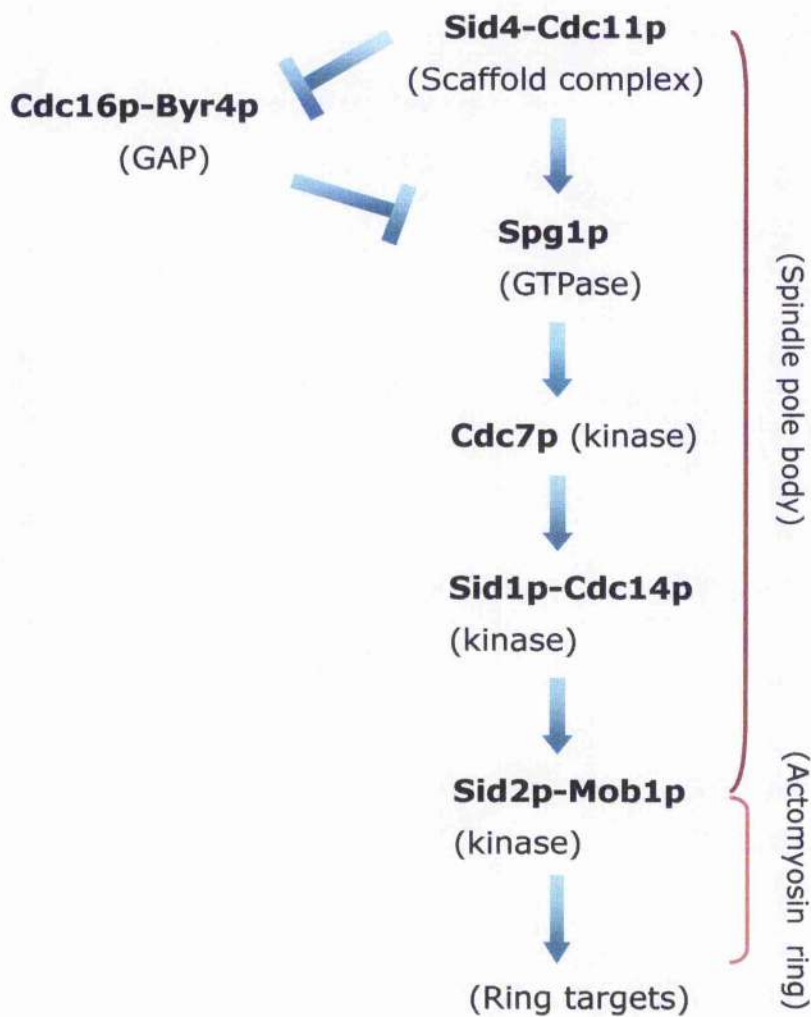 Sid4-Cdc11p
(Scaffold complex)
Cdc16p-Byr4p
(GAP)
Spg1p
(GTPase)
Cdc7p (kinase)
Sid1p-Cdc14p
(kinase)
Sid2p-Mob1p
(kinase)
(Ring targets)
(Spindle pole body)
(Actomyosin ring)